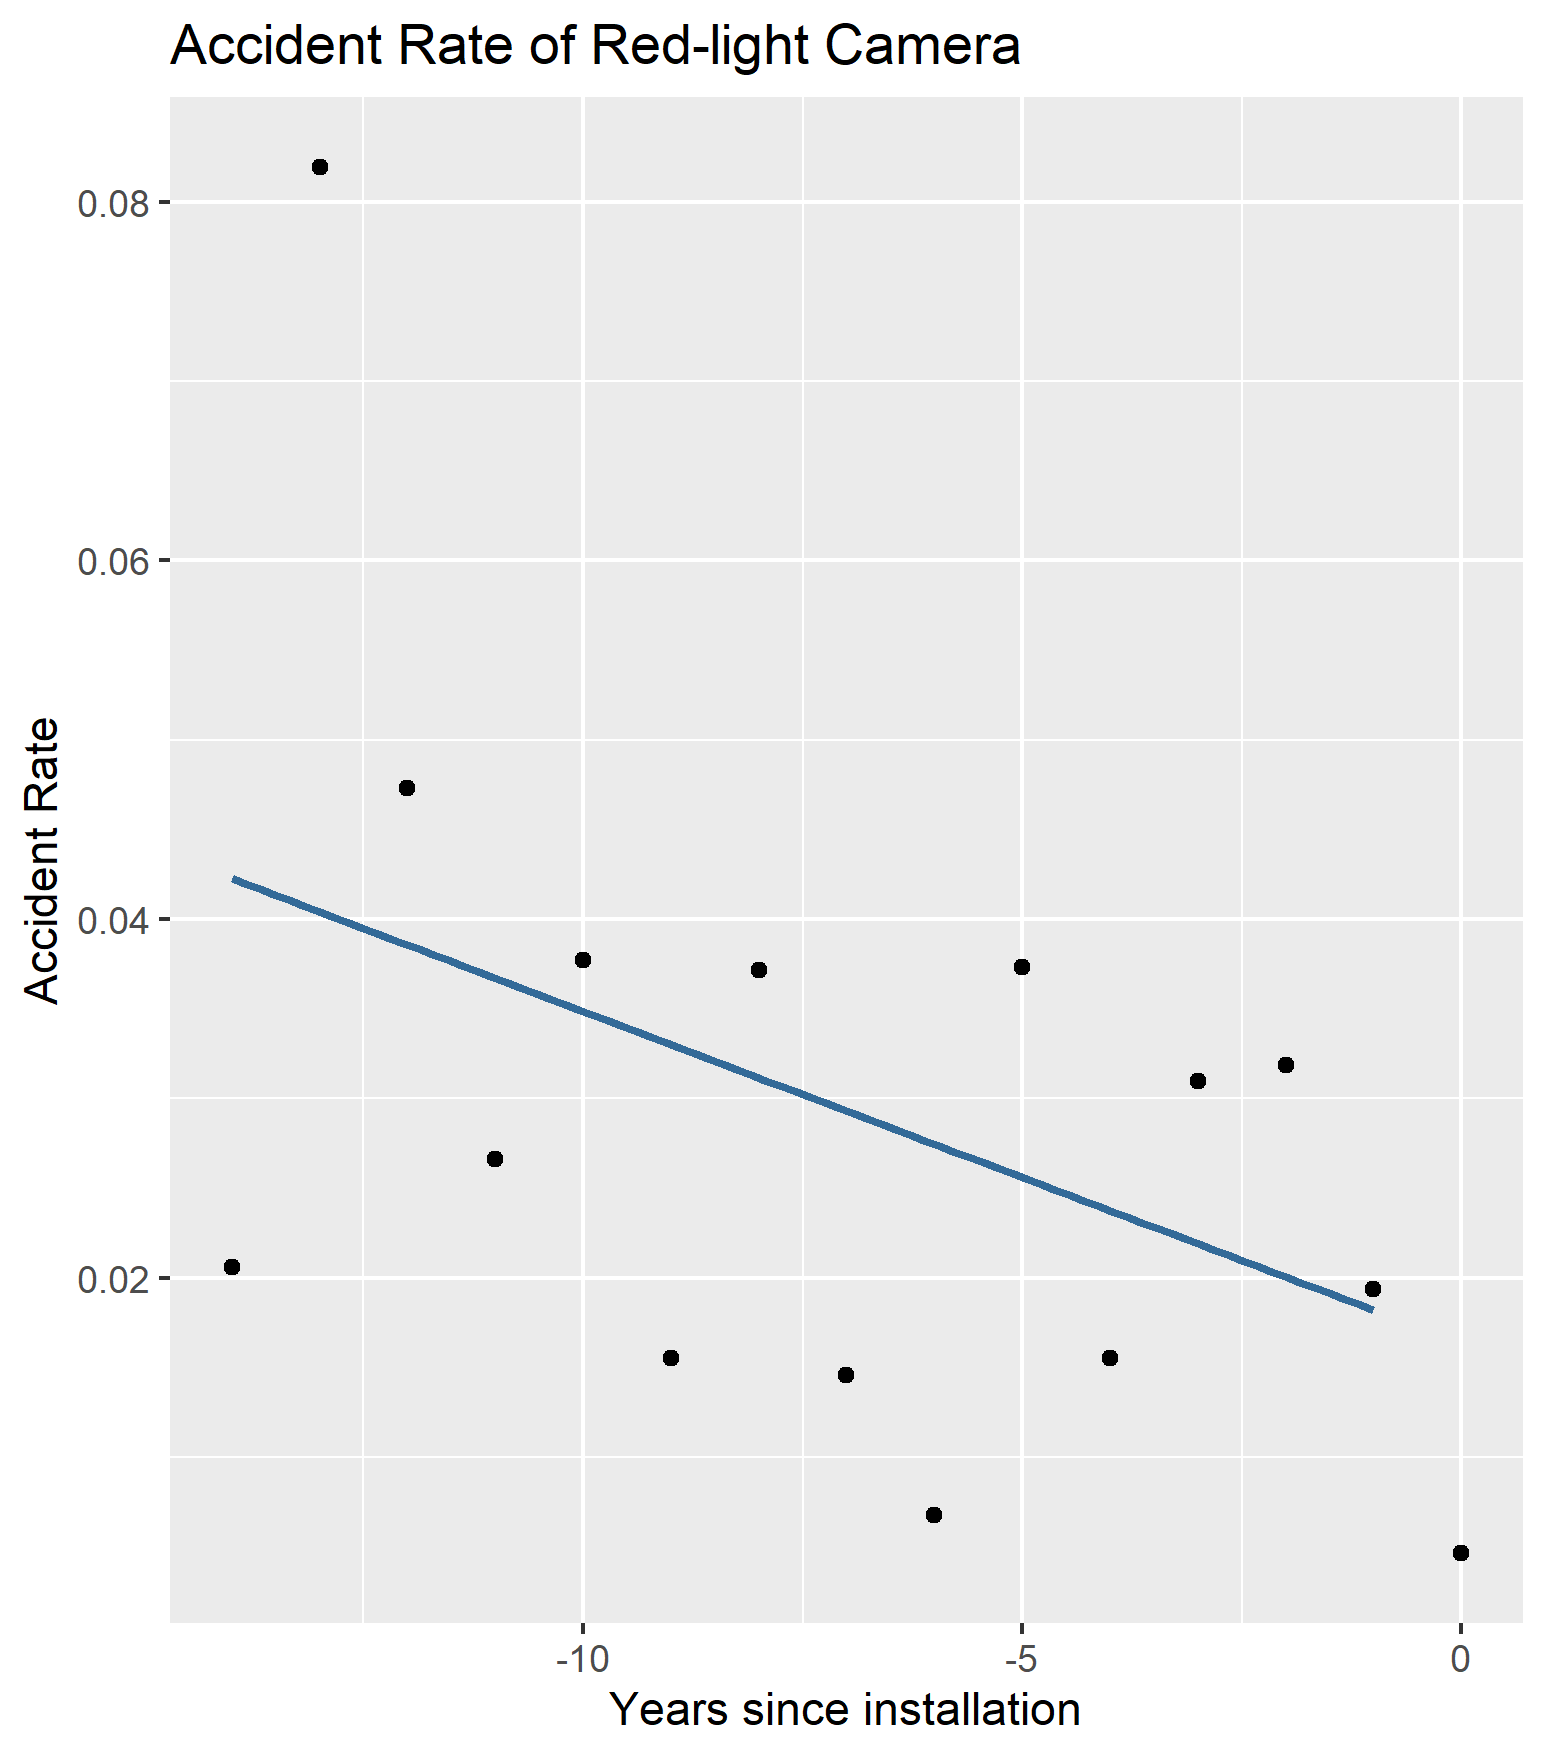 Accident Rate of Red-light Camera
Accident Rate
0.08
0.06
0.04
0.02
-10
-5
0
Years since installation